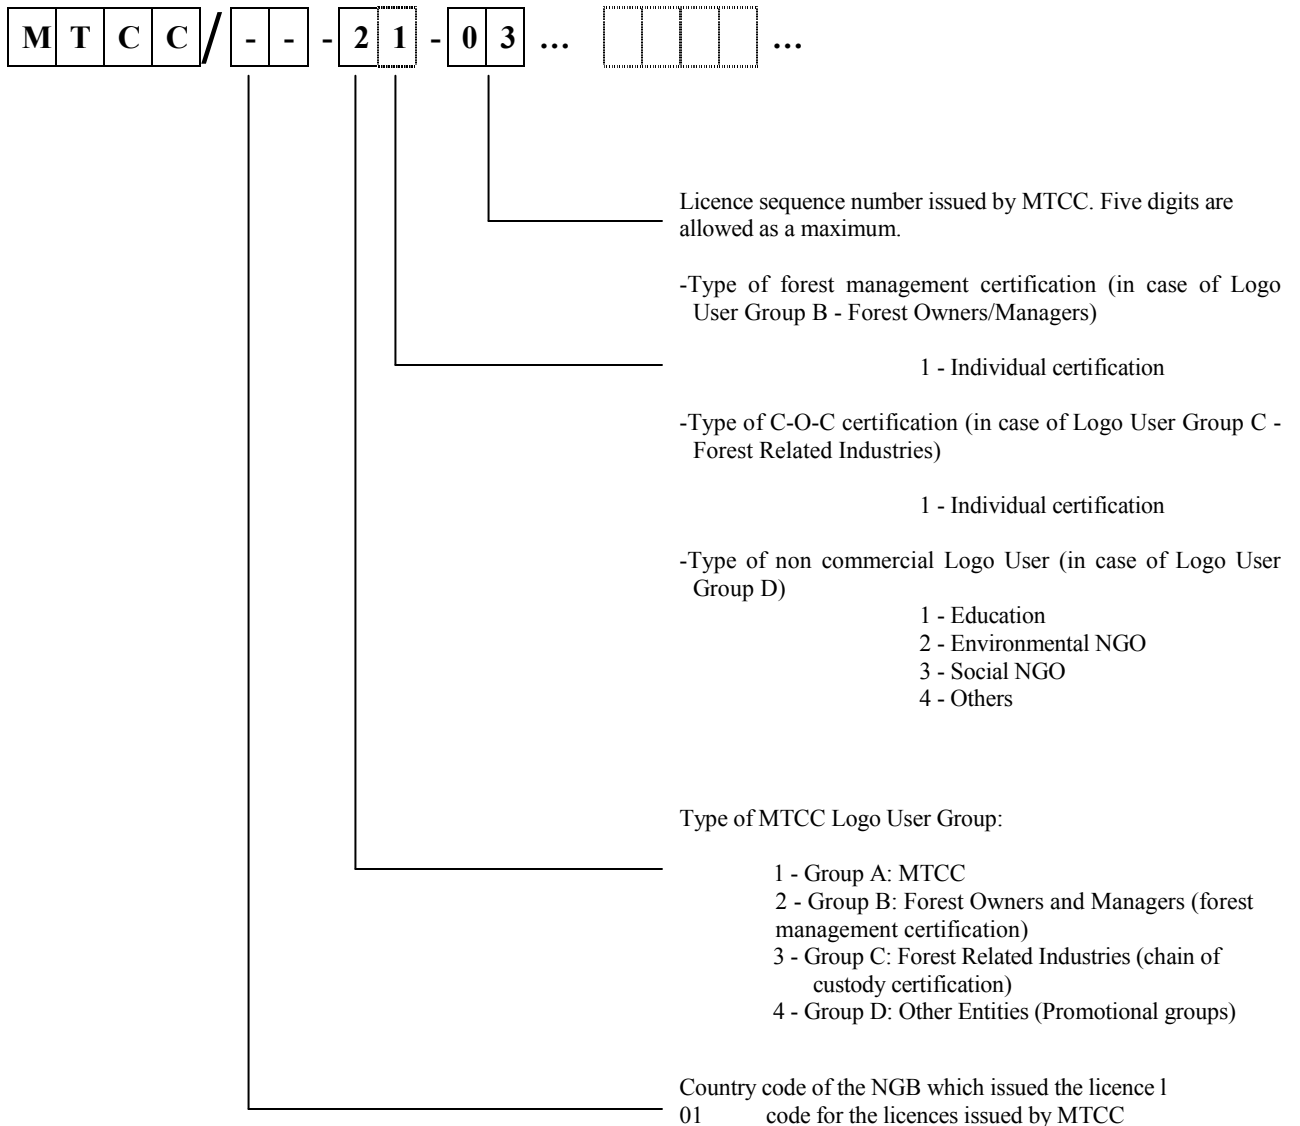 MTCC/-- -21-03 ... ...
Licence sequence number issued by MTCC. Five digits are
allowed as a maximum.
-Type of forest management certification (in case of Logo
User Group B - Forest Owners/Managers)
1 - Individual certification
-Type of C-O-C certification (in case of Logo User Group C -
Forest Related Industries)
1 - Individual certification
-Type of non commercial Logo User (in case of Logo User
Group D)
1 - Education
2 - Environmental NGO
3 - Social NGO
4 - Others
Type of MTCC Logo User Group:
1 - Group A: MTCC
2 - Group B: Forest Owners and Managers (forest
management certification)
3 - Group C: Forest Related Industries (chain of
custody certification)
4 - Group D: Other Entities (Promotional groups)
Country code of the NGB which issued the licence l
01 code for the licences issued by MTCC